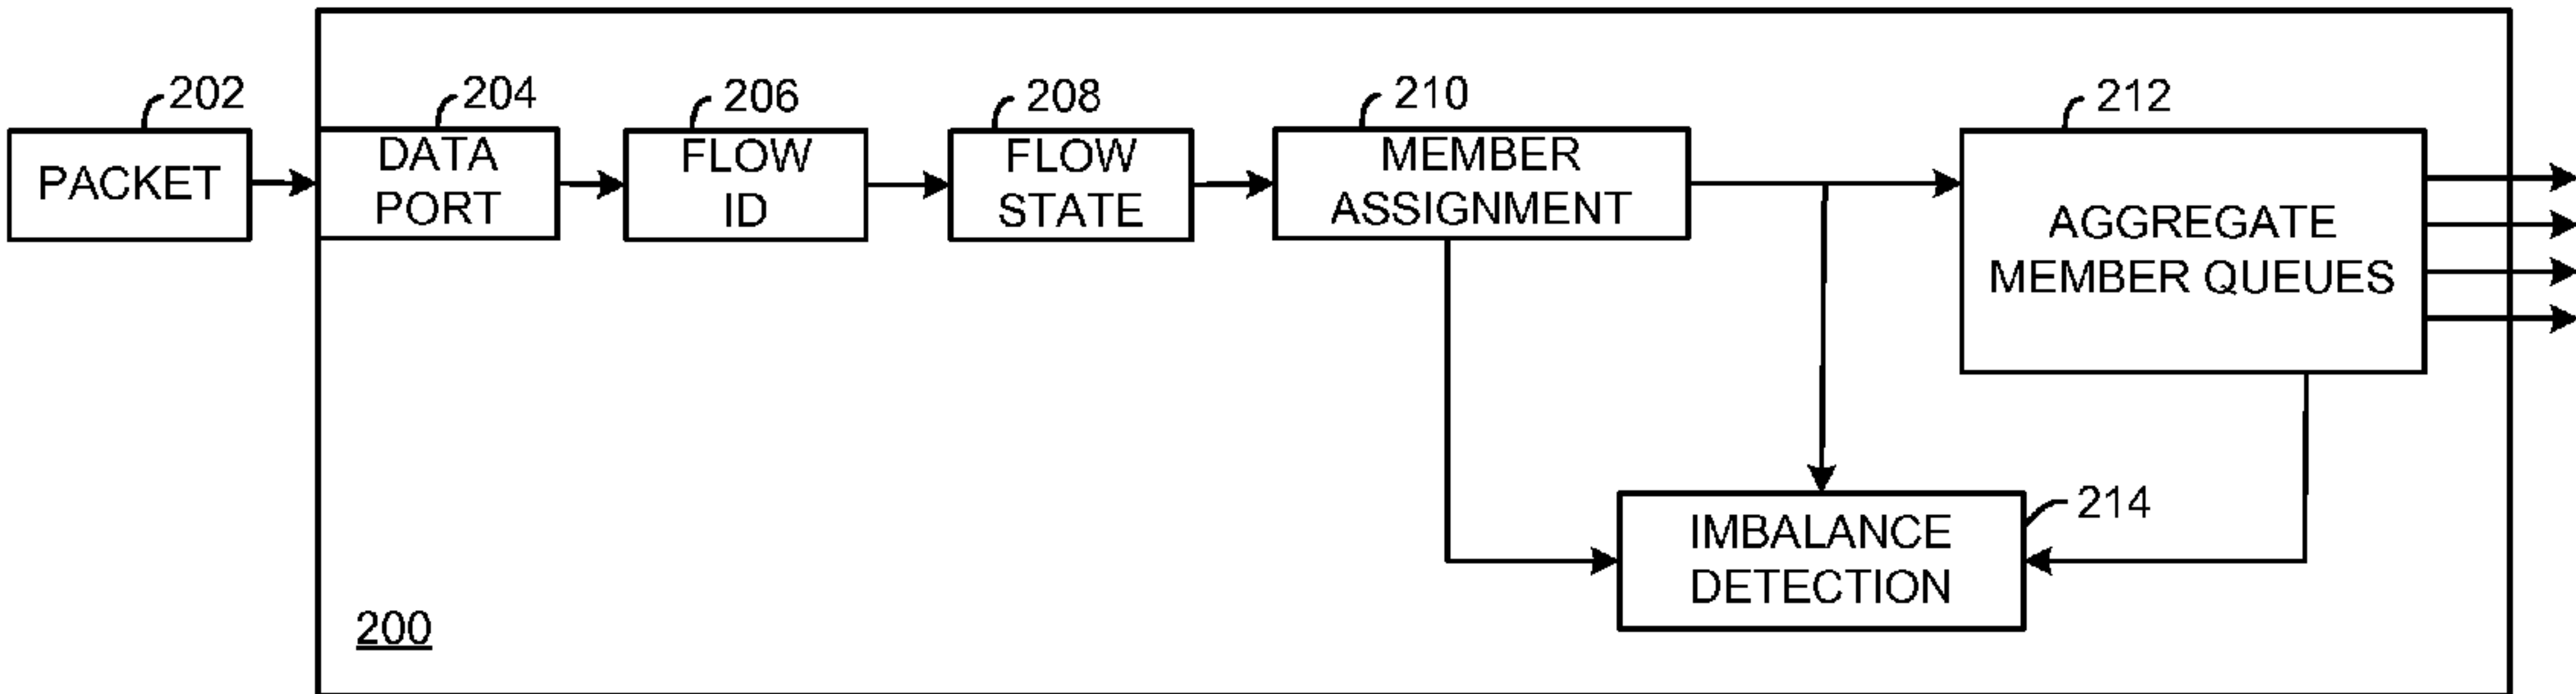 202
204
206
208
210
212
PACKET
DATA
PORT
FLOW
ID
FLOW
STATE
MEMBER
ASSIGNMENT
AGGREGATE
MEMBER QUEUES
214
IMBALANCE
DETECTION
200